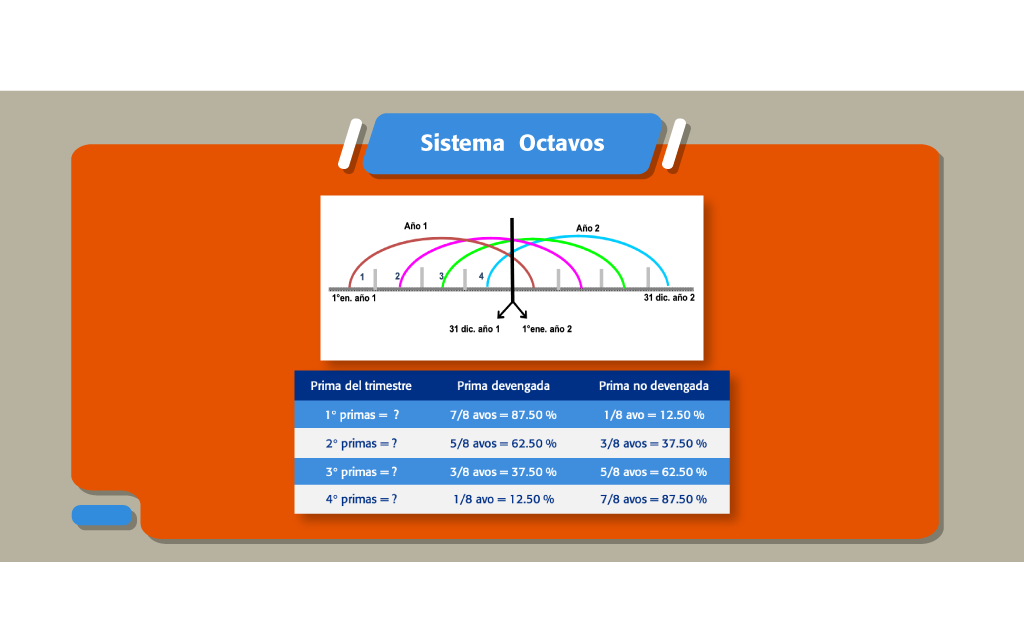 Sistema Octavos
Año 1
Año 2
1 2 3 4
1°en. año 1
31 dic. año 2
31 dic. año 1 1°ene. año 2
Prima del trimestre Prima devengada Prima no devengada
1° primas = ? 7/8 avos = 87.50 % 1/8 avo = 12.50 %
2° primas = ? 5/8 avos = 62.50 % 3/8 avos = 37.50 %
3° primas = ? 3/8 avos = 37.50 % 5/8 avos = 62.50 %
4° primas = ? 1/8 avo = 12.50 % 7/8 avos = 87.50 %